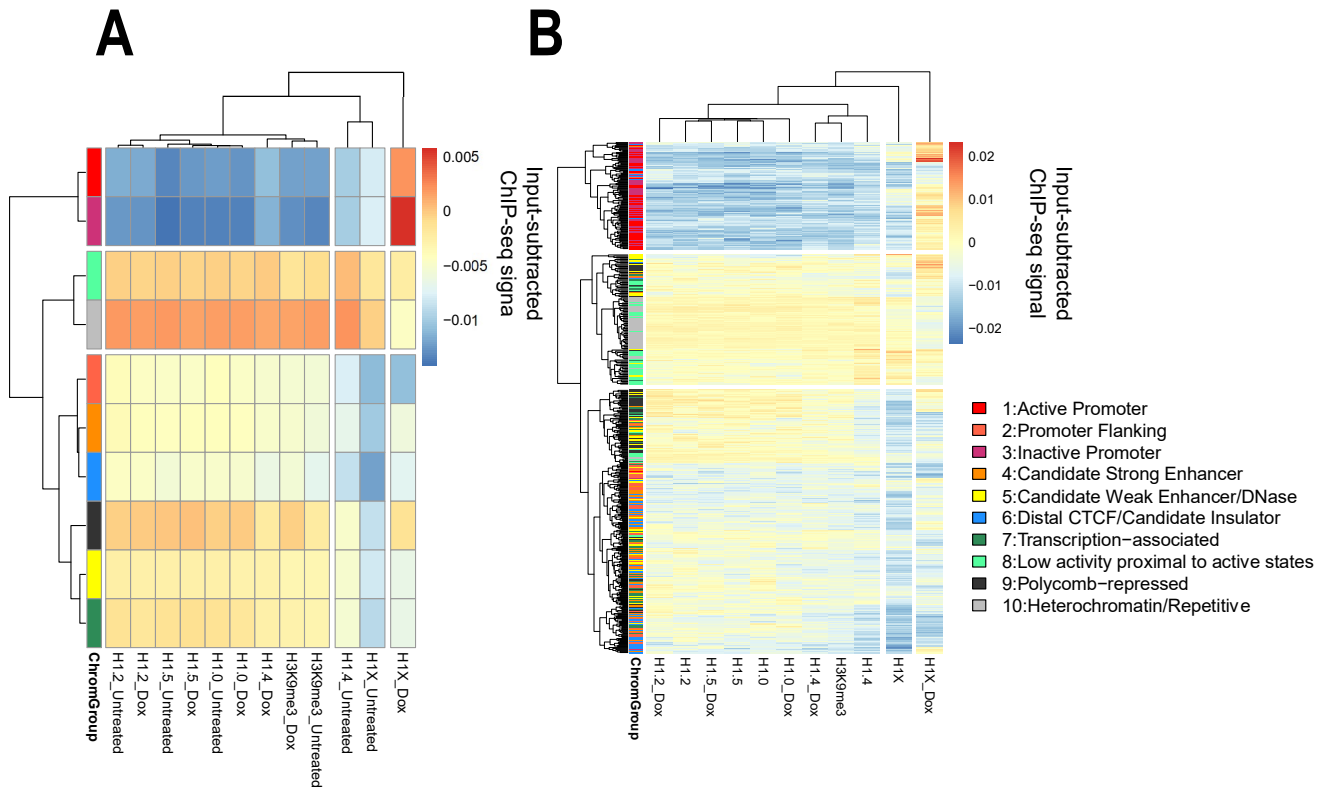 A
B
0.005
0
−0.005
−0.01
Input-subtracted
ChIP-seq signa
ChromGroup
H1.2_Untreated
H1.2_Dox
H1.5_Untreated
H1.5_Dox
H1.0_Untreated
H1.0_Dox
H1.4_Dox
H3K9me3_Dox
H3K9me3_Untreated
H1.4_Untreated
H1X_Untreated
H1X_Dox
0.02
0.01
0
−0.01
−0.02
Input-subtracted
ChIP-seq signal
ChromGroup
H1.2_Dox
H1.2
H1.5_Dox
H1.5
H1.0
H1.0_Dox
H1.4_Dox
H3K9me3
H1.4
H1X
H1X_Dox
1:Active Promoter
2:Promoter Flanking
3:Inactive Promoter
4:Candidate Strong Enhancer
5:Candidate Weak Enhancer/DNase
6:Distal CTCF/Candidate Insulator
7:Transcription−associated
8:Low activity proximal to active states
9:Polycomb−repressed
10:Heterochromatin/Repetitive